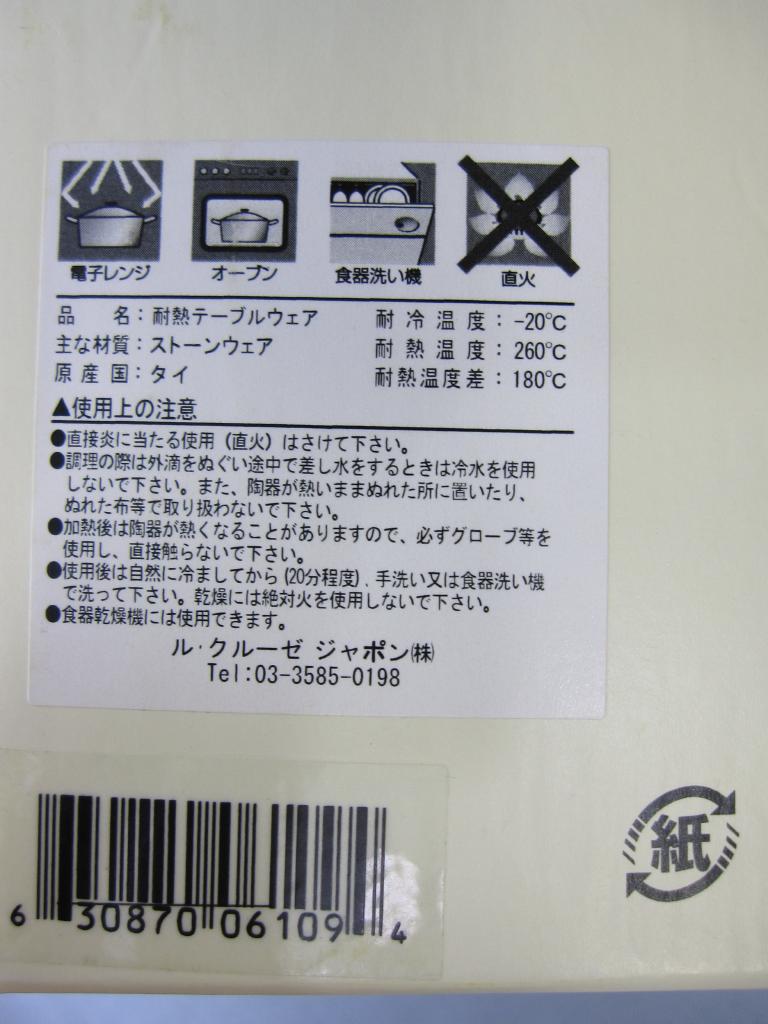 電子レンジ オーブン 食器洗い機 直火
品　　名：耐熱テーブルウェア 耐冷温度：-20℃
主な材質：ストーンウェア 耐熱温度：260℃
原産国：タイ 耐熱温度差：180℃
▲使用上の注意
●直接炎に当たる使用（直火）はさけて下さい。
●調理の際は外滴をぬぐい途中で差し水をするときは冷水を使用
しないで下さい。また、陶器が熱いままぬれた所に置いたり、
ぬれた布等で取り扱わないで下さい。
●加熱後は陶器が熱くなることがありますので、必ずグローブ等を
使用し、直接触らないで下さい。
●使用後は自然に冷ましてから(20分程度)、手洗い又は食器洗い機
で洗って下さい。乾燥には絶対火を使用しないで下さい。
●食器乾燥機には使用できます。
ル・クルーゼ ジャポン㈱
Tel:03-3585-0198
紙
6 30870 06109 4